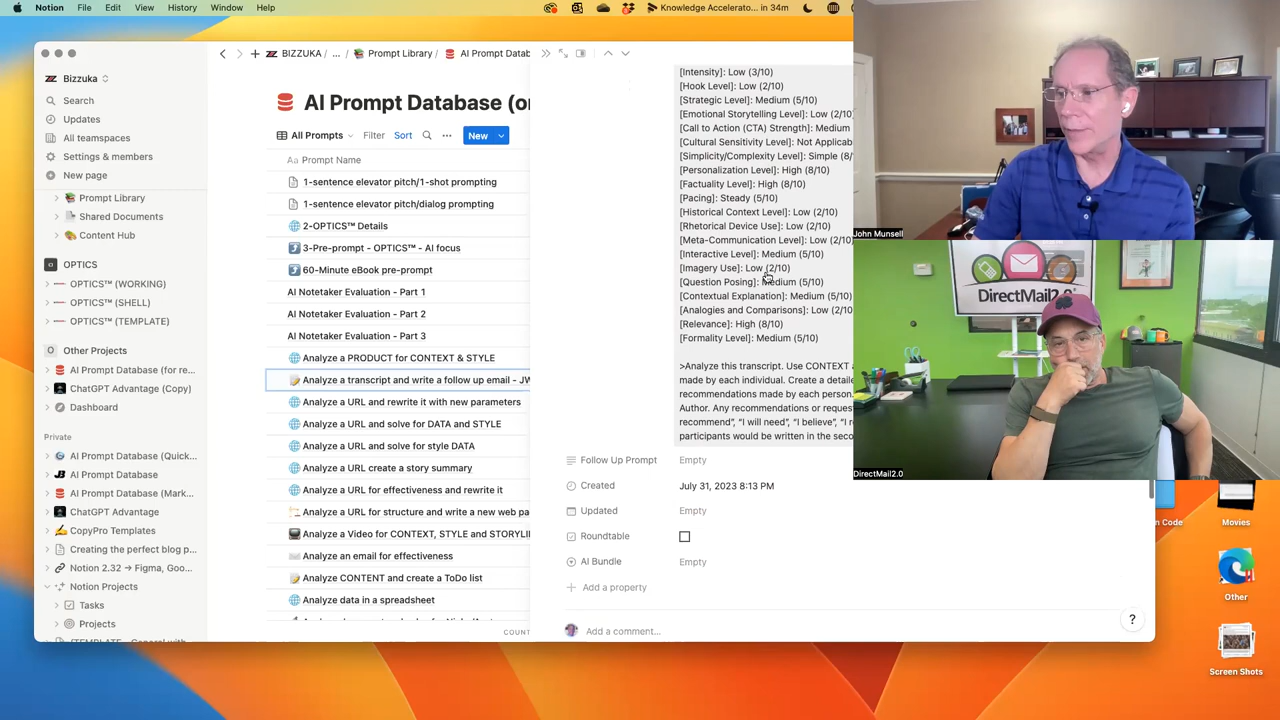 Notion File Edit View History Window Help
Knowledge Accelerato... in 34m
BIZZUKA / ... / Prompt Library / AI Prompt Datab
Bizzuka
Search
Updates
All teamspaces
Settings & members
New page
Prompt Library
Shared Documents
Content Hub
OPTICS
OPTICS™ (WORKING)
OPTICS™ (SHELL)
OPTICS™ (TEMPLATE)
O Other Projects
AI Prompt Database (for re...
ChatGPT Advantage (Copy)
Dashboard
Private
AI Prompt Database (Quick...
AI Prompt Database
AI Prompt Database (Mark...
ChatGPT Advantage
CopyPro Templates
Creating the perfect blog p...
Notion 2.32 → Figma, Goo...
Notion Projects
Tasks
Projects
[TEMPLATE - General with
AI Prompt Database (or
All Prompts Filter Sort ... New
Aa Prompt Name
1-sentence elevator pitch/1-shot prompting
1-sentence elevator pitch/dialog prompting
2-OPTICS™ Details
3-Pre-prompt - OPTICS™ - AI focus
60-Minute eBook pre-prompt
AI Notetaker Evaluation - Part 1
AI Notetaker Evaluation - Part 2
AI Notetaker Evaluation - Part 3
Analyze a PRODUCT for CONTEXT & STYLE
Analyze a transcript and write a follow up email - JW
Analyze a URL and rewrite it with new parameters
Analyze a URL and solve for DATA and STYLE
Analyze a URL and solve for style DATA
Analyze a URL create a story summary
Analyze a URL for effectiveness and rewrite it
Analyze a URL for structure and write a new web pa
Analyze a Video for CONTEXT, STYLE and STORYLI
Analyze an email for effectiveness
Analyze CONTENT and create a ToDo list
Analyze data in a spreadsheet
COUNT
[Intensity]: Low (3/10)
[Hook Level]: Low (2/10)
[Strategic Level]: Medium (5/10)
[Emotional Storytelling Level]: Low (2/10)
[Call to Action (CTA) Strength]: Medium
[Cultural Sensitivity Level]: Not Applicab
[Simplicity/Complexity Level]: Simple (8/
[Personalization Level]: High (8/10)
[Factuality Level]: High (8/10)
[Pacing]: Steady (5/10)
[Historical Context Level]: Low (2/10)
[Rhetorical Device Use]: Low (2/10)
[Meta-Communication Level]: Low (2/10)
[Interactive Level]: Medium (5/10)
[Imagery Use]: Low (2/10)
[Question Posing]: Medium (5/10)
[Contextual Explanation]: Medium (5/10)
[Analogies and Comparisons]: Low (2/10
[Relevance]: High (8/10)
[Formality Level]: Medium (5/10)
>Analyze this transcript. Use CONTEXT a
made by each individual. Create a detaile
recommendations made by each person.
Author. Any recommendations or reques
recommend", "I will need", "I believe", "I r
participants would be written in the seco
Follow Up Prompt Empty
Created July 31, 2023 8:13 PM
Updated Empty
Roundtable
AI Bundle Empty
+ Add a property
Add a comment...
?
John Munsell
DirectMail2.0
DirectMail2.0
n Code
Movies
Other
Screen Shots